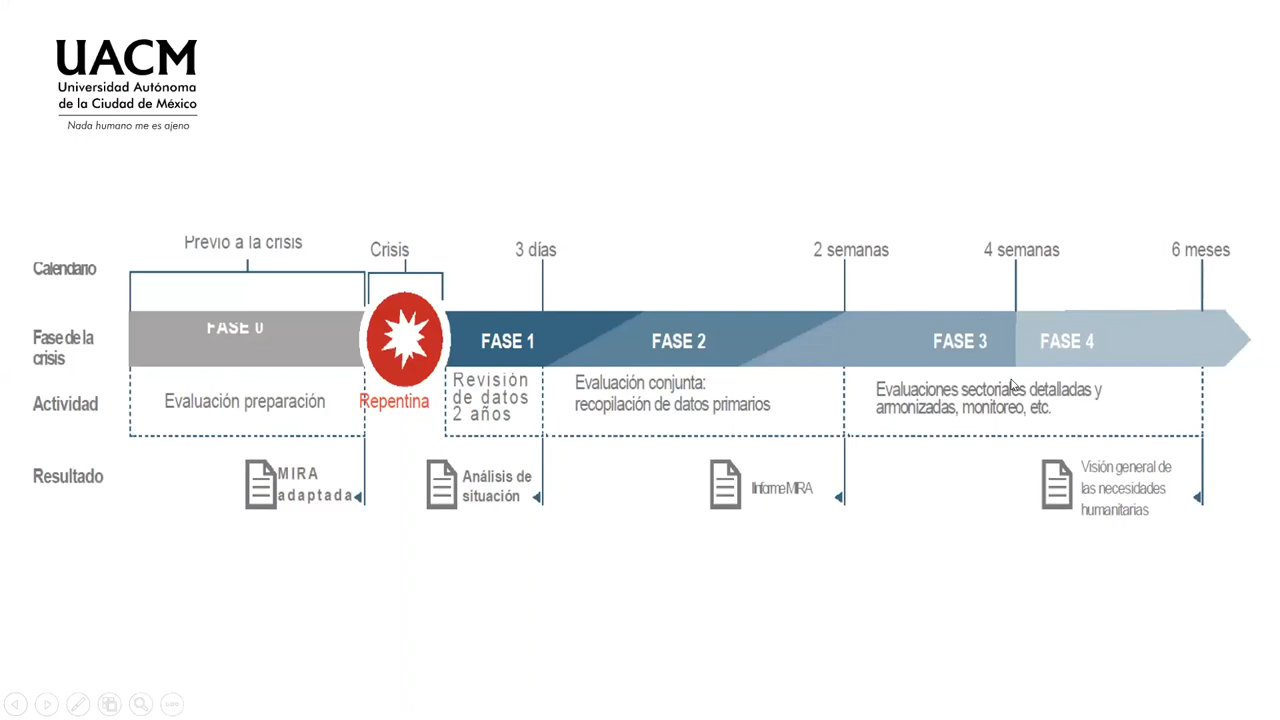 UACM
Universidad Autónoma
de la Ciudad de México
Nada humano me es ajeno
Previo a la crisis
Crisis
3 días
2 semanas
4 semanas
6 meses
Calendario
FASE 0
Fase de la
crisis
FASE 1
FASE 2
FASE 3
FASE 4
Actividad
Evaluación preparación
Repentina
Revisión
de datos
2 años
Evaluación conjunta:
recopilación de datos primarios
Evaluaciones sectoriales detalladas y
armonizadas, monitoreo, etc.
Resultado
MIRA
adaptada
Análisis de
situación
Informe MIRA
Visión general de
las necesidades
humanitarias